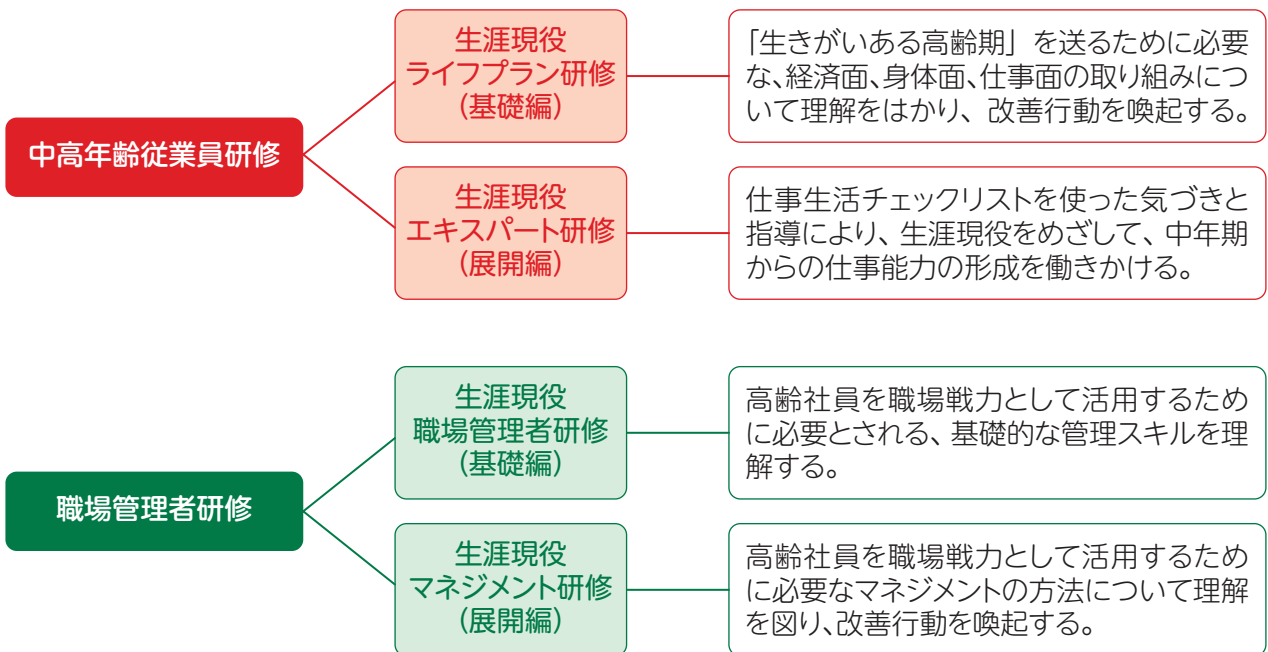 中高年齢従業員研修
生涯現役
ライフプラン研修
(基礎編)
「生きがいある高齢期」を送るために必要
な、経済面、身体面、仕事面の取り組みにつ
いて理解をはかり、改善行動を喚起する。
生涯現役
エキスパート研修
(展開編)
仕事生活チェックリストを使った気づきと
指導により、生涯現役をめざして、中年期
からの仕事能力の形成を働きかける。
職場管理者研修
生涯現役
職場管理者研修
(基礎編)
高齢社員を職場戦力として活用するため
に必要とされる、基礎的な管理スキルを理
解する。
生涯現役
マネジメント研修
(展開編)
高齢社員を職場戦力として活用するため
に必要なマネジメントの方法について理解
を図り、改善行動を喚起する。